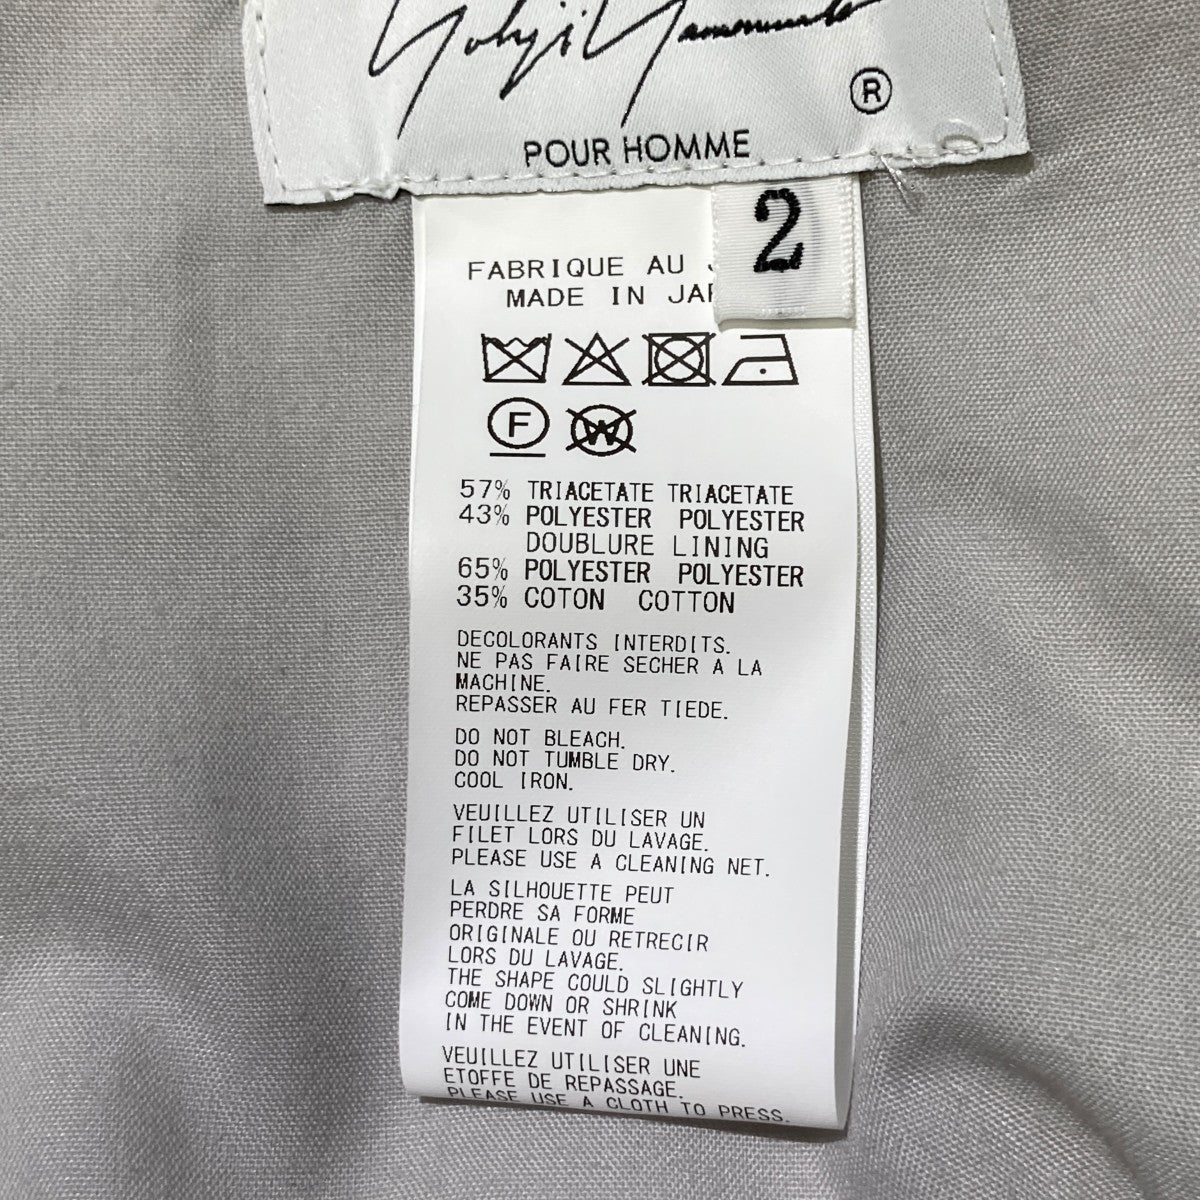 Yohji Yamamoto
®
POUR HOMME
2
FABRIQUE AU
MADE IN
F
W
57% TRIACETATE TRIACETATE
43% POLYESTER POLYESTER
DOUBLURE LINING
65% POLYESTER POLYESTER
35% COTON COTTON
DECOLORANTS INTERDITS.
NE PAS FAIRE SECHER A LA
MACHINE.
REPASSER AU FER TIEDE.
DO NOT BLEACH.
DO NOT TUMBLE DRY.
COOL IRON.
VEUILLEZ UTILISER UN
FILET LORS DU LAVAGE.
PLEASE USE A CLEANING NET.
LA SILHOUETTE PEUT
PERDRE SA FORME
ORIGINALE OU RETRECIR
LORS DU LAVAGE.
THE SHAPE COULD SLIGHTLY
COME DOWN OR SHRINK
IN THE EVENT OF CLEANING.
VEUILLEZ UTILISER UNE
ETOFFE DE REPASSAGE.
PLEASE USE A CLOTH TO PRESS.